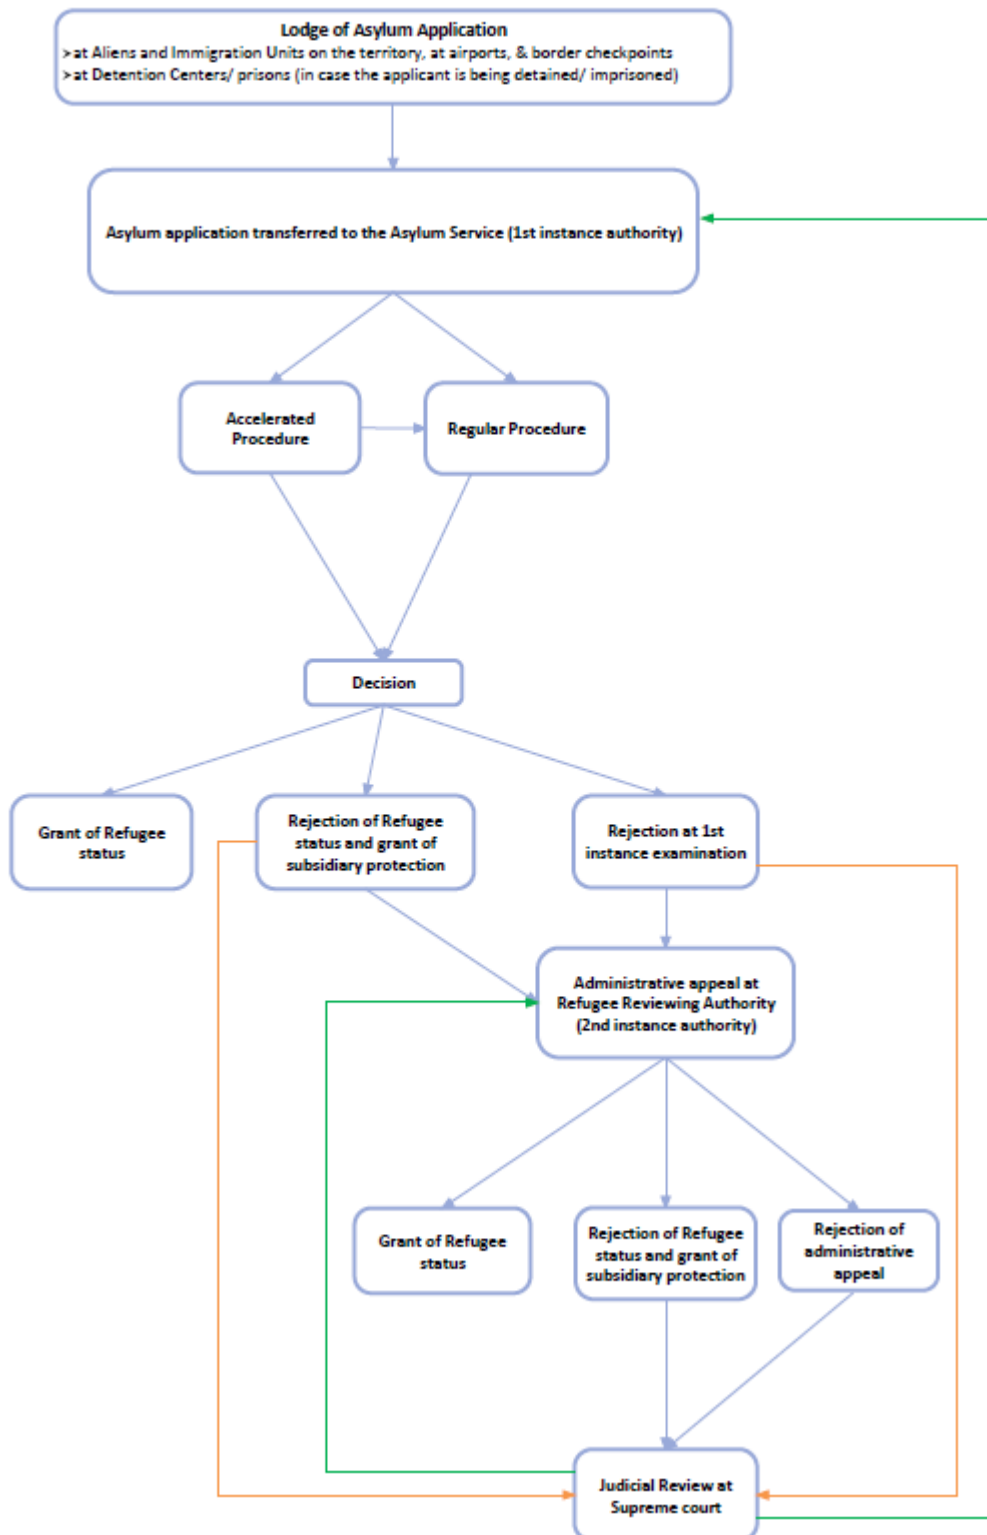 Lodge of Asylum Application
➢at Aliens and Immigration Units on the territory, at airports, & border checkpoints
➢at Detention Centers/ prisons (in case the applicant is being detained/ imprisoned)
Asylum application transferred to the Asylum Service (1st instance authority)
Accelerated
Procedure
Regular Procedure
Decision
Grant of Refugee
status
Rejection of Refugee
status and grant of
subsidiary protection
Rejection at 1st
instance examination
Administrative appeal at
Refugee Reviewing Authority
(2nd instance authority)
Grant of Refugee
status
Rejection of Refugee
status and grant of
subsidiary protection
Rejection of
administrative
appeal
Judicial Review at
Supreme court